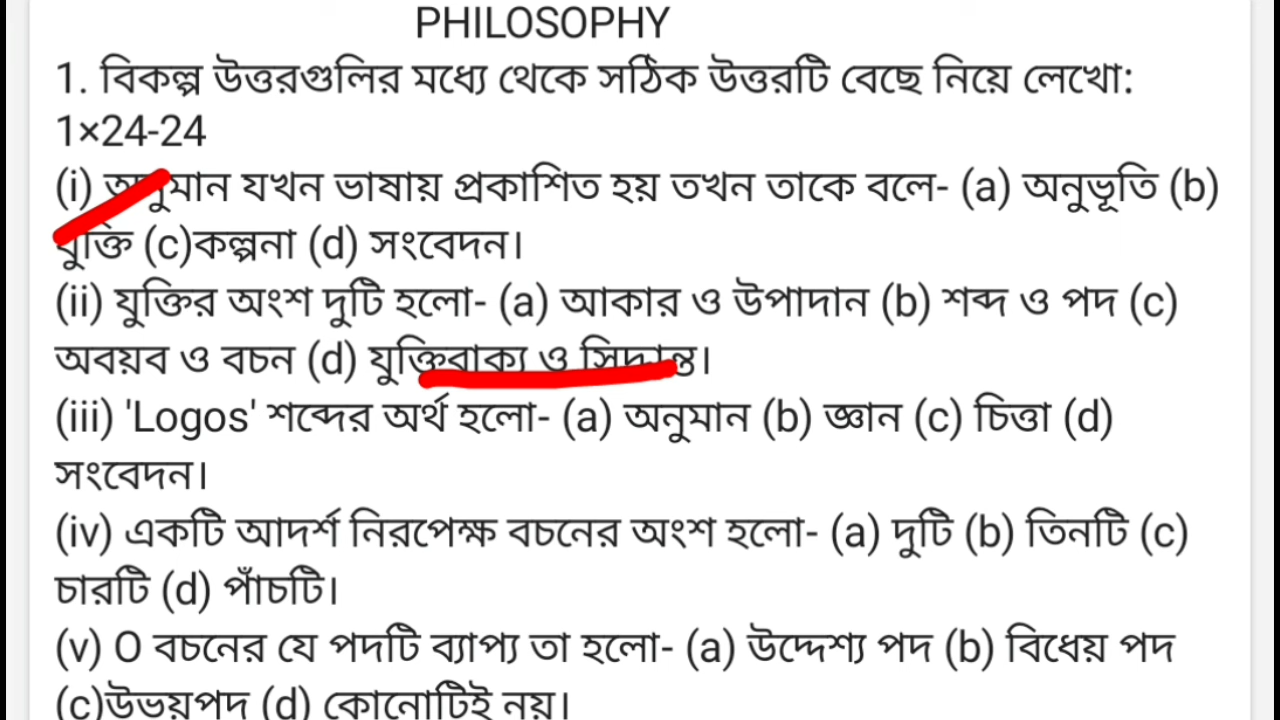 PHILOSOPHY
1. বিকল্প উত্তরগুলির মধ্যে থেকে সঠিক উত্তরটি বেছে নিয়ে লেখো:
1×24-24
(i) অনুমান যখন ভাষায় প্রকাশিত হয় তখন তাকে বলে- (a) অনুভূতি (b)
যুক্তি (c)কল্পনা (d) সংবেদন।
(ii) যুক্তির অংশ দুটি হলো- (a) আকার ও উপাদান (b) শব্দ ও পদ (c)
অবয়ব ও বচন (d) যুক্তিবাক্য ও সিদ্ধান্ত।
(iii) 'Logos' শব্দের অর্থ হলো- (a) অনুমান (b) জ্ঞান (c) চিত্তা (d)
সংবেদন।
(iv) একটি আদর্শ নিরপেক্ষ বচনের অংশ হলো- (a) দুটি (b) তিনটি (c)
চারটি (d) পাঁচটি।
(v) O বচনের যে পদটি ব্যাপ্য তা হলো- (a) উদ্দেশ্য পদ (b) বিধেয় পদ
(c)উভয়পদ (d) কোনোটিই নয়।